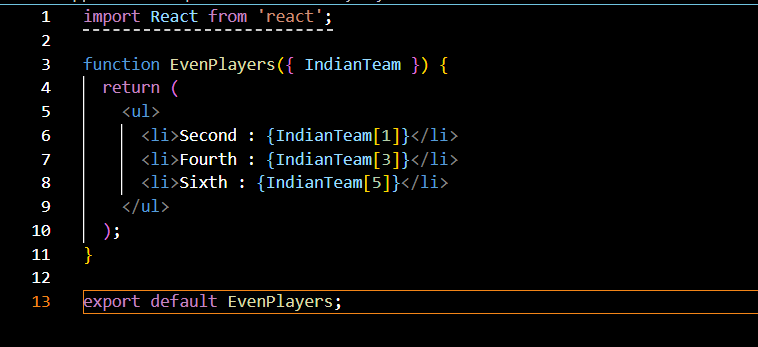 1 import React from 'react';
2
3 function EvenPlayers({ IndianTeam }) {
4   return (
5     <ul>
6       <li>Second : {IndianTeam[1]}</li>
7       <li>Fourth : {IndianTeam[3]}</li>
8       <li>Sixth : {IndianTeam[5]}</li>
9     </ul>
10   );
11 }
12
13 export default EvenPlayers;